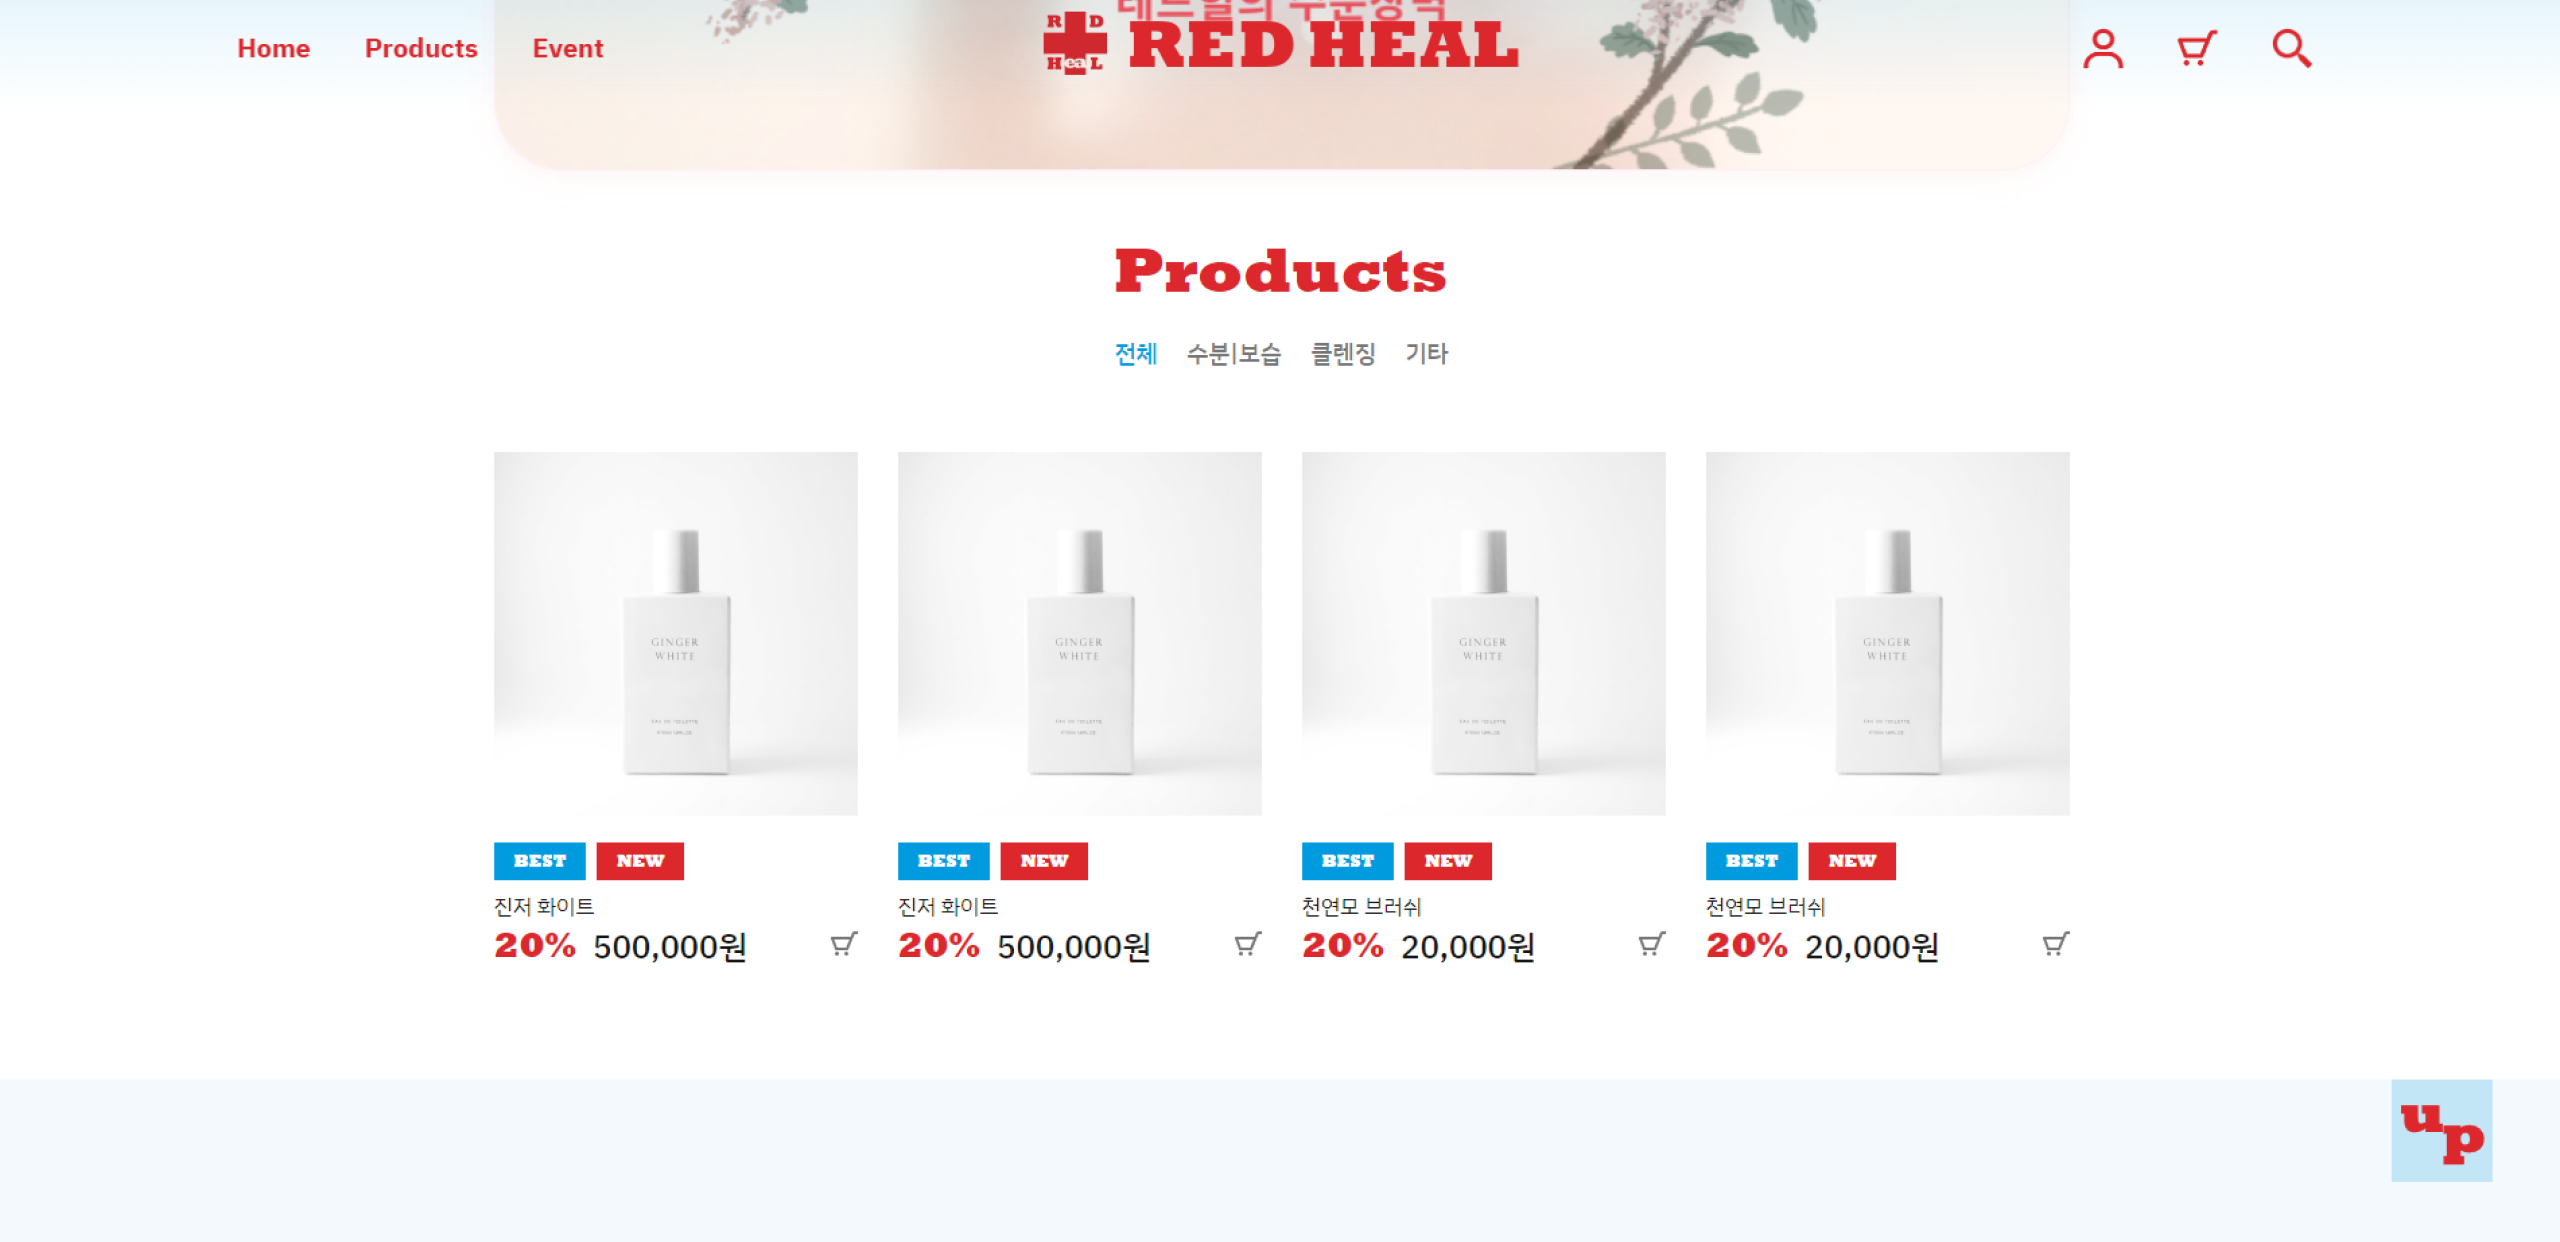 R D
HeaL
RED HEAL
Home
Products
Event
Products
전체
수분|보습
클렌징
기타
GINGER
WHITE
GINGER
WHITE
GINGER
WHITE
GINGER
WHITE
BEST NEW
진저 화이트
20% 500,000원
BEST NEW
진저 화이트
20% 500,000원
BEST NEW
천연모 브러쉬
20% 20,000원
BEST NEW
천연모 브러쉬
20% 20,000원
up